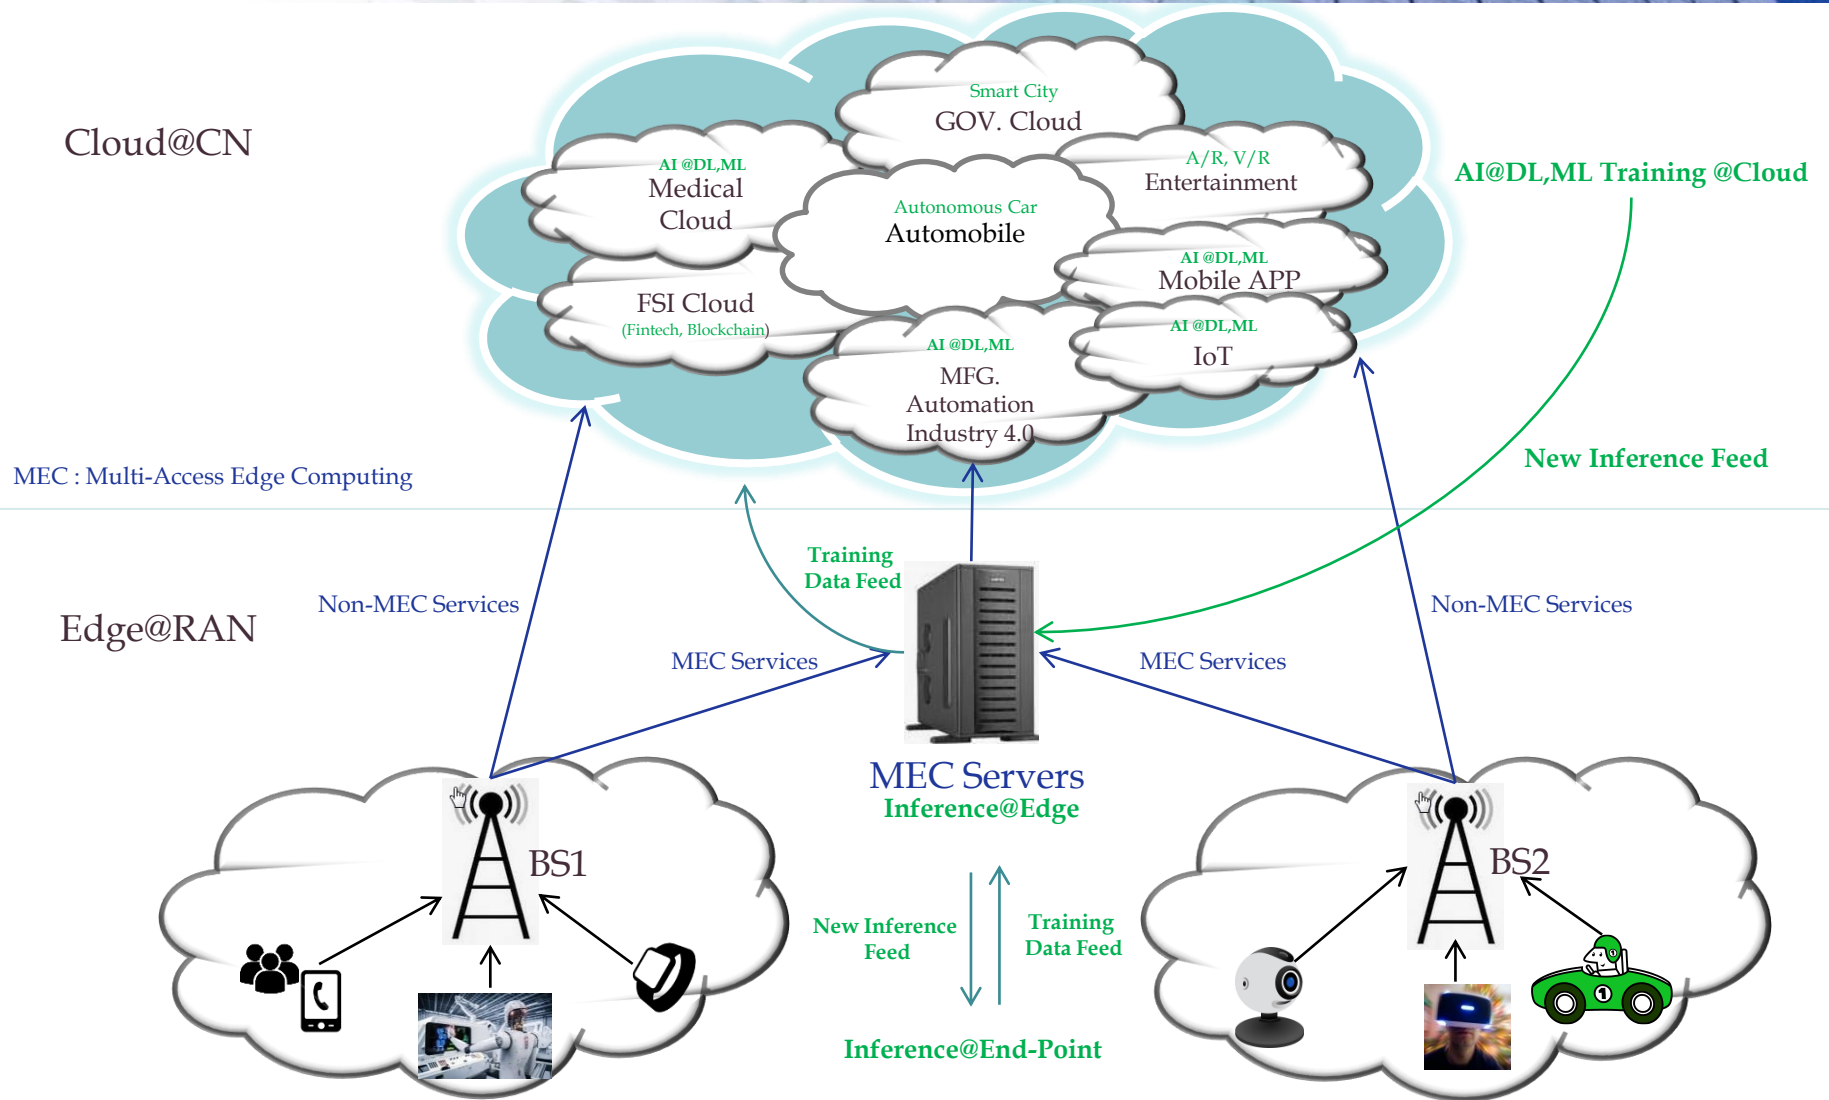 Smart City
GOV. Cloud
Cloud@CN
AI @DL,ML
Medical
Cloud
A/R, V/R
Entertainment
AI@DL,ML Training @Cloud
Autonomous Car
Automobile
AI @DL,ML
Mobile APP
FSI Cloud
(Fintech, Blockchain)
AI @DL,ML
IoT
AI @DL,ML
MFG.
Automation
Industry 4.0
New Inference Feed
MEC : Multi-Access Edge Computing
Training
Data Feed
Edge@RAN
Non-MEC Services
Non-MEC Services
MEC Services
MEC Services
MEC Servers
Inference@Edge
BS1
BS2
New Inference
Feed
Training
Data Feed
1
1
Inference@End-Point